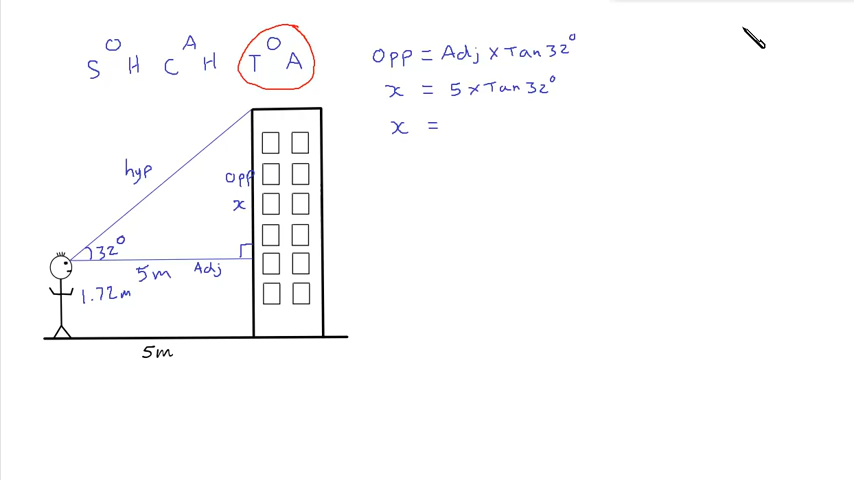 O A O
S H C H T A
Opp = Adj × Tan 32°
x = 5 × Tan 32°
x =
hyp
Opp
x
32°
5m Adj
1.72m
5m